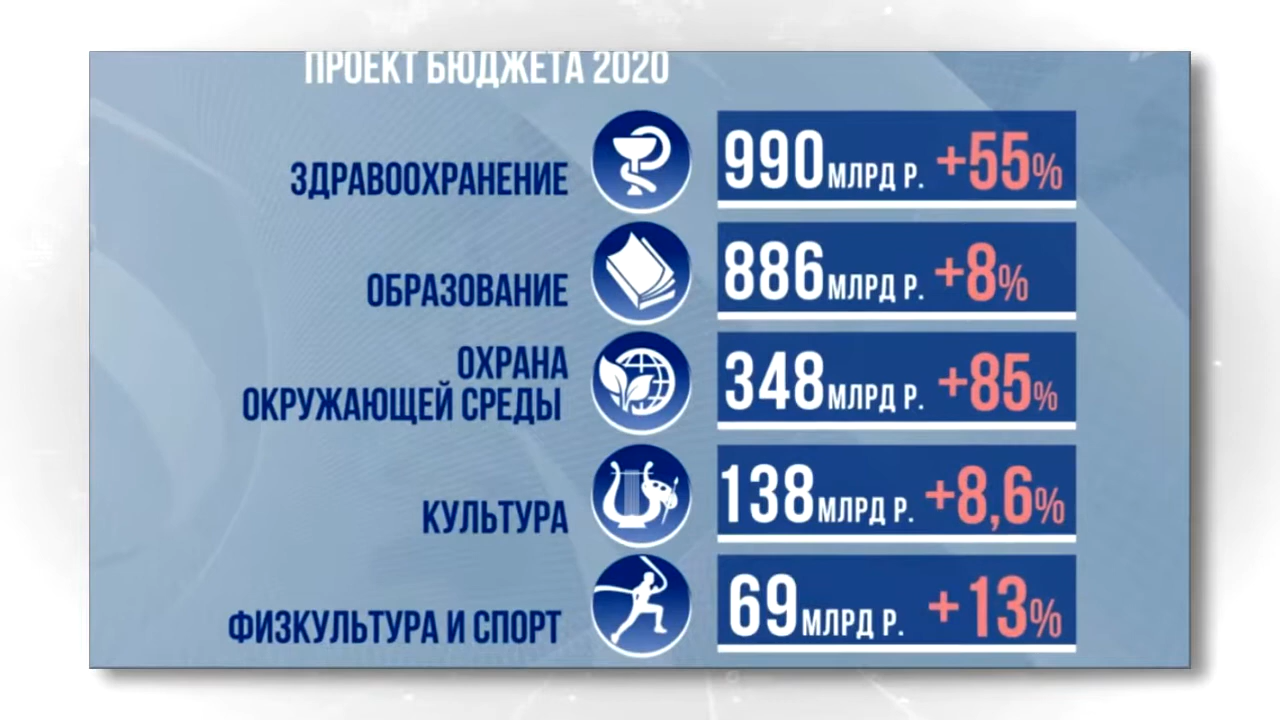 ПРОЕКТ БЮДЖЕТА 2020
ЗДРАВООХРАНЕНИЕ 990 МЛРД Р. +55%
ОБРАЗОВАНИЕ 886 МЛРД Р. +8%
ОХРАНА
ОКРУЖАЮЩЕЙ СРЕДЫ 348 МЛРД Р. +85%
КУЛЬТУРА 138 МЛРД Р. +8,6%
ФИЗКУЛЬТУРА И СПОРТ 69 МЛРД Р. +13%